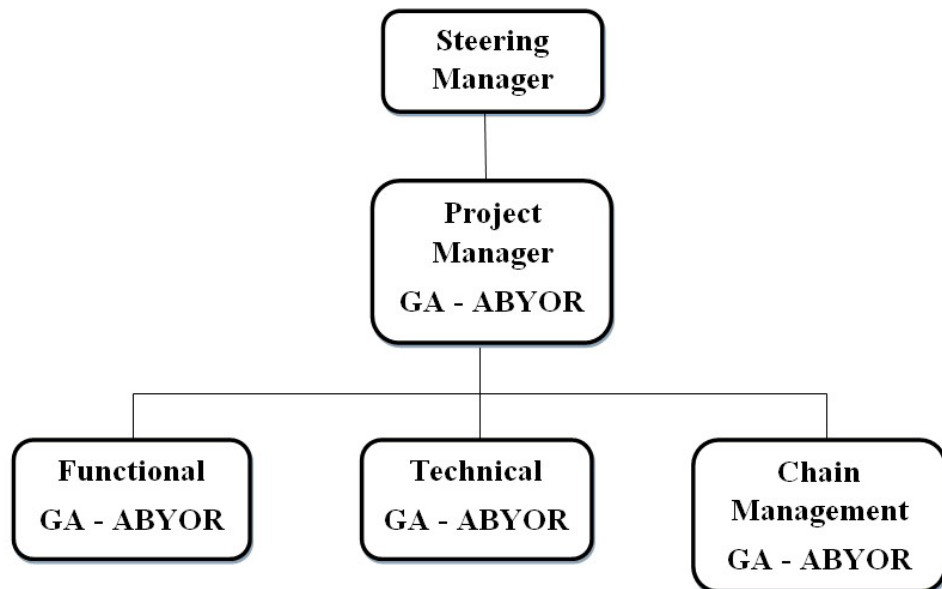 Steering
Manager
Project
Manager
GA - ABYOR
Functional
GA - ABYOR
Technical
GA - ABYOR
Chain
Management
GA - ABYOR